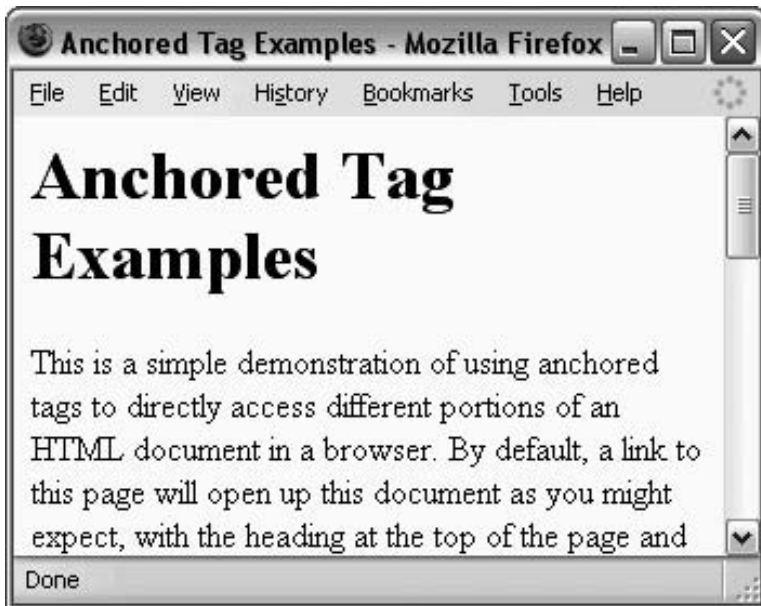 Anchored Tag Examples - Mozilla Firefox
File Edit View History Bookmarks Tools Help
Anchored Tag
Examples
This is a simple demonstration of using anchored
tags to directly access different portions of an
HTML document in a browser. By default, a link to
this page will open up this document as you might
expect, with the heading at the top of the page and
Done